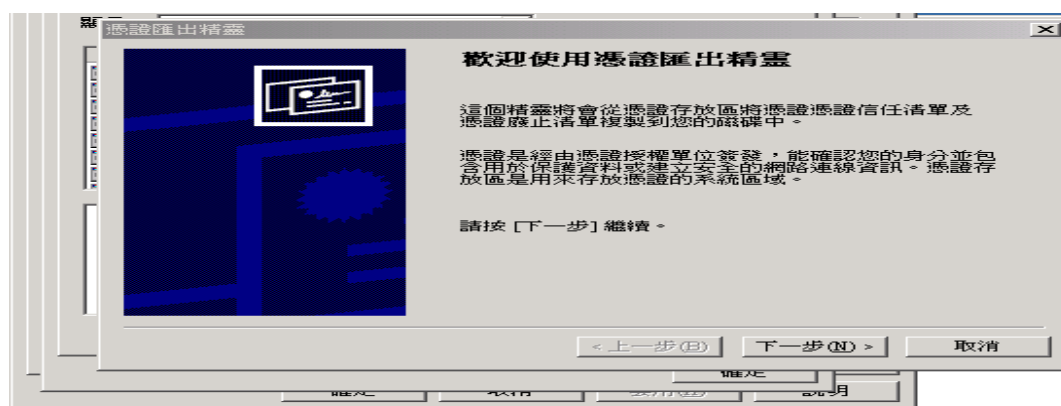 憑證匯出精靈
歡迎使用憑證匯出精靈
這個精靈將會從憑證存放區將憑證憑證信任清單及
憑證廢止清單複製到您的磁碟中。
憑證是經由憑證授權單位簽發，能確認您的身分並包
含用於保護資料或建立安全的網路連線資訊。憑證存
放區是用來存放憑證的系統區域。
請按 [下一步] 繼續。
< 上一步(B)
下一步(N) >
取消
確定
確定
取消
說明